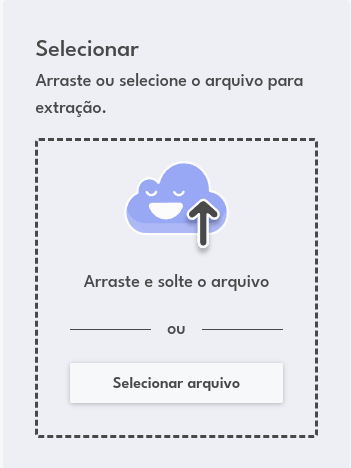 Selecionar
Arraste ou selecione o arquivo para
extração.
Arraste e solte o arquivo
ou
Selecionar arquivo